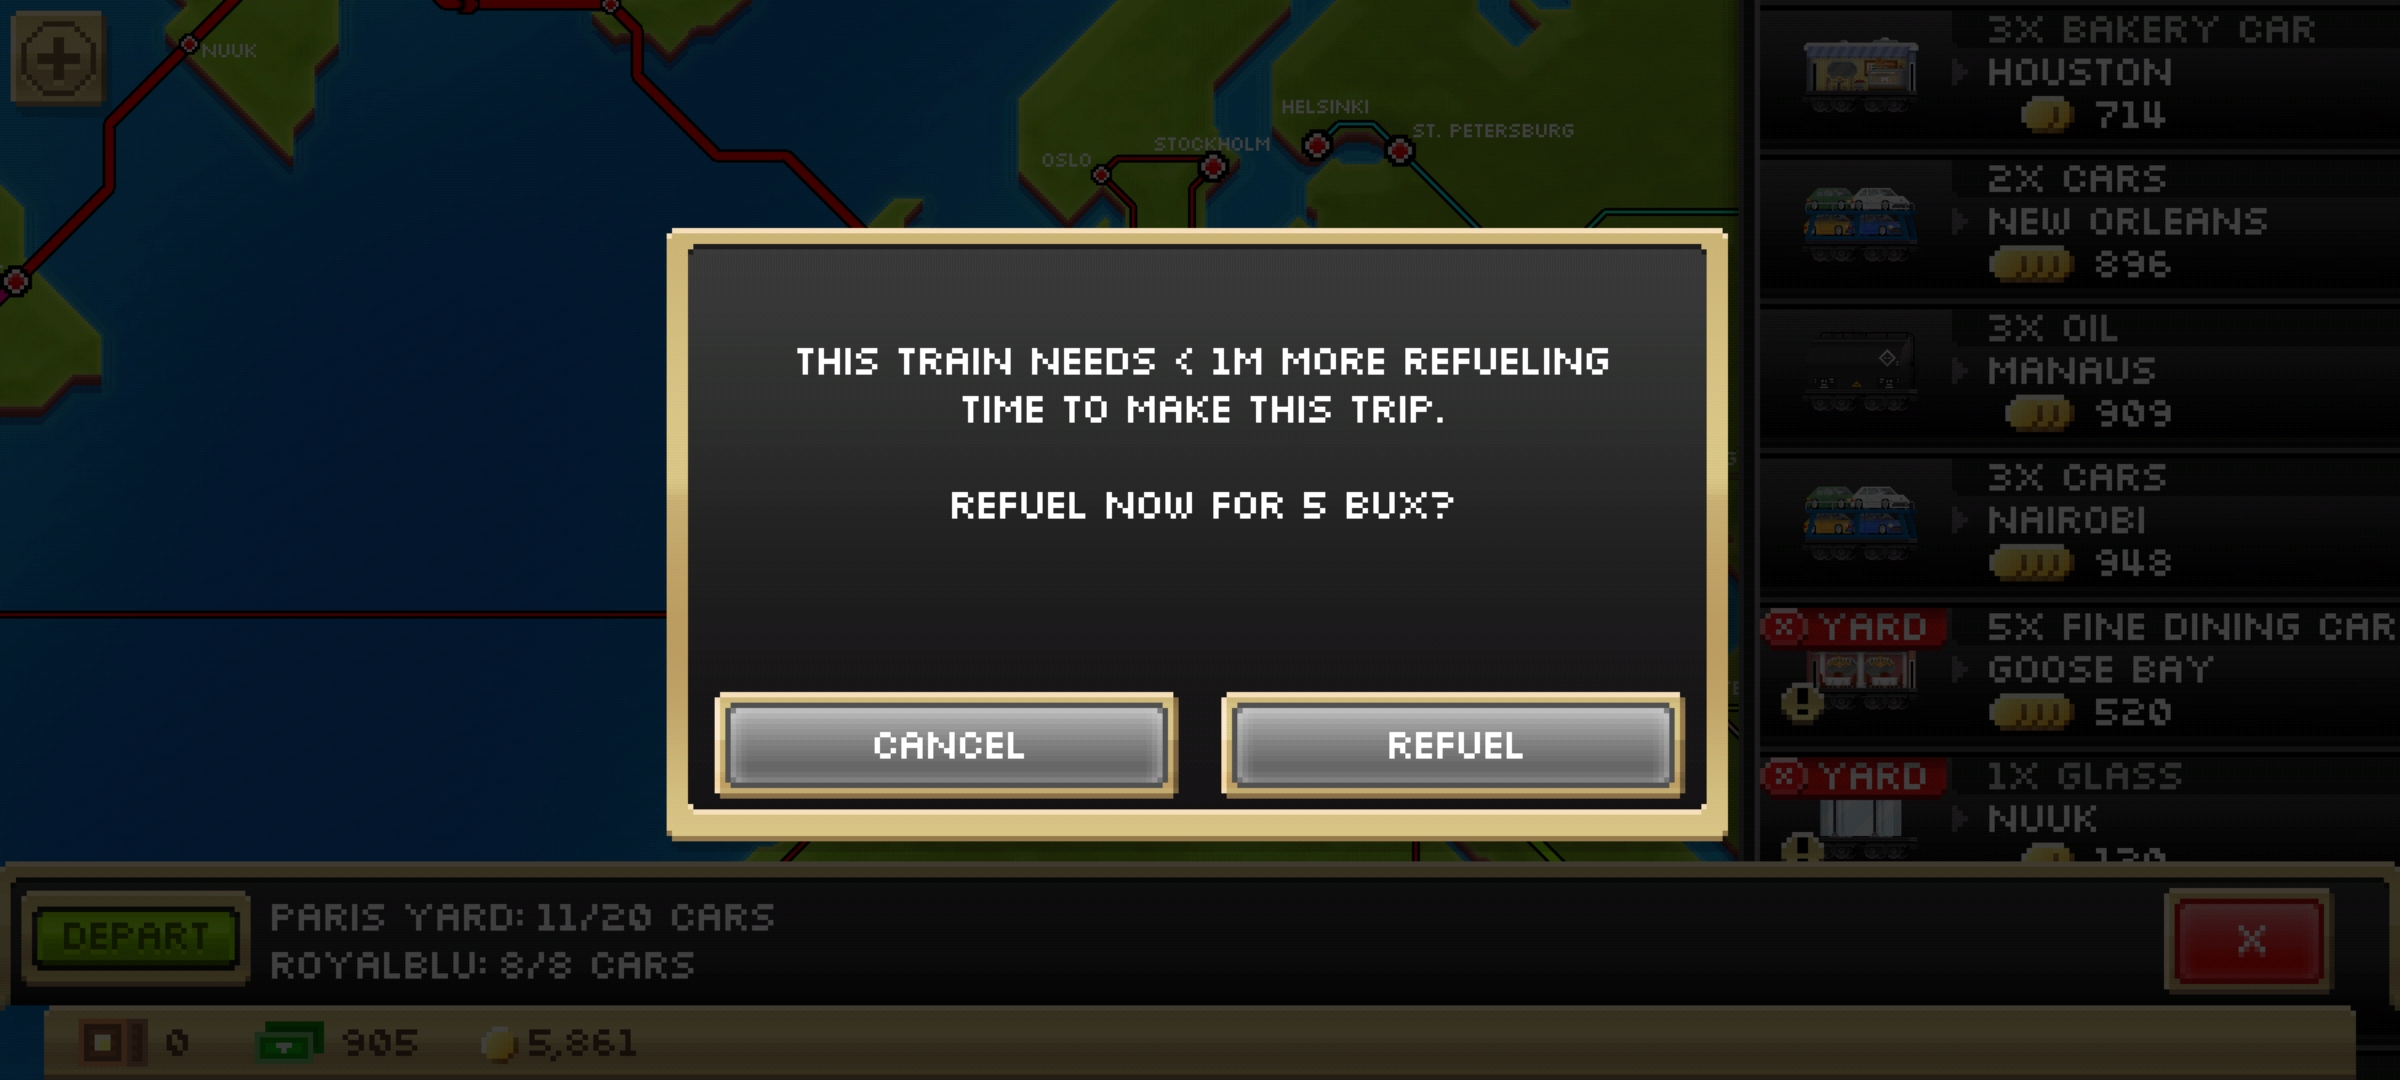 NUUK
HELSINKI
ST. PETERSBURG
STOCKHOLM
OSLO
THIS TRAIN NEEDS < 1M MORE REFUELING
TIME TO MAKE THIS TRIP.
REFUEL NOW FOR 5 BUX?
CANCEL
REFUEL
3X BAKERY CAR
HOUSTON
714
2X CARS
NEW ORLEANS
896
3X OIL
MANAUS
909
3X CARS
NAIROBI
948
X YARD
5X FINE DINING CAR
GOOSE BAY
520
X YARD
1X GLASS
NUUK
DEPART
PARIS YARD: 11/20 CARS
ROYALBLU: 8/8 CARS
X
0
905
5,861